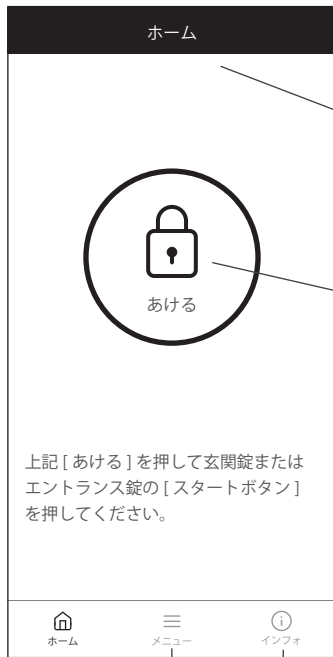 ホーム
あける
上記 [ あける ] を押して玄関錠または
エントランス錠の [ スタートボタン ]
を押してください。
ホーム
メニュー
インフォ